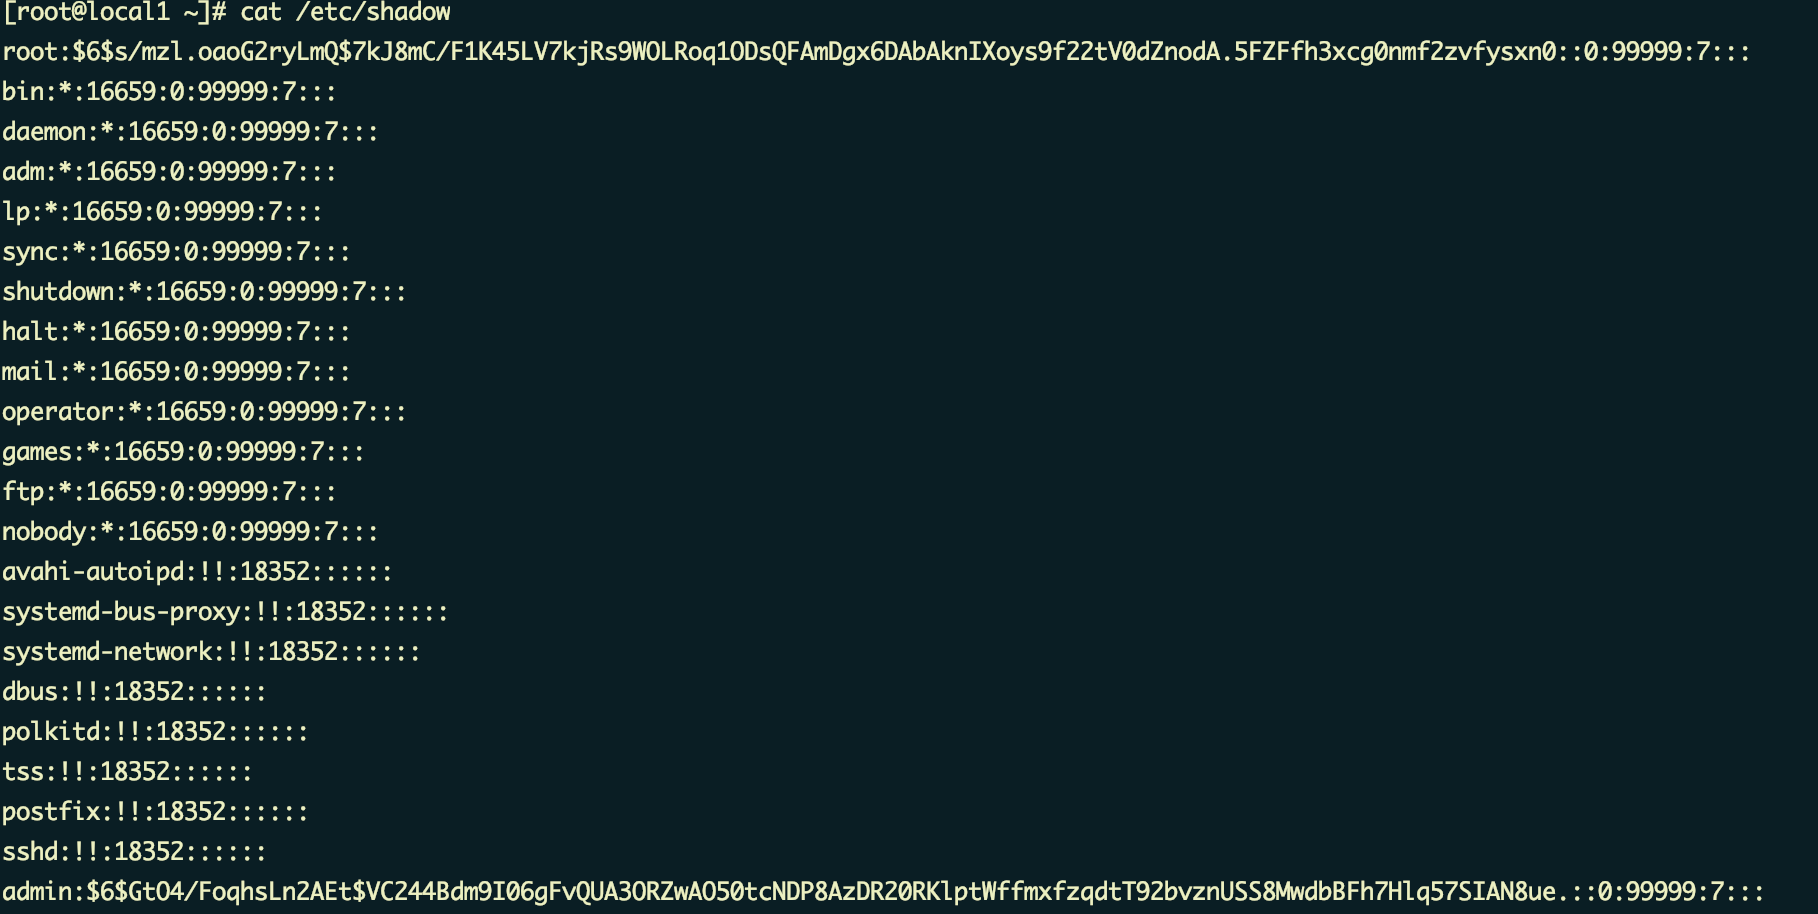 [root@local1 ~]# cat /etc/shadow
root:$6$s/mzl.oaoG2ryLmQ$7kJ8mC/F1K45LV7kjRs9WOLRoq1ODsQFAmDgx6DAbAknIXoys9f22tV0dZnodA.5FZFfh3xcg0nmf2zvfysxn0::0:99999:7:::
bin:*:16659:0:99999:7:::
daemon:*:16659:0:99999:7:::
adm:*:16659:0:99999:7:::
lp:*:16659:0:99999:7:::
sync:*:16659:0:99999:7:::
shutdown:*:16659:0:99999:7:::
halt:*:16659:0:99999:7:::
mail:*:16659:0:99999:7:::
operator:*:16659:0:99999:7:::
games:*:16659:0:99999:7:::
ftp:*:16659:0:99999:7:::
nobody:*:16659:0:99999:7:::
avahi-autoipd:!!:18352::::::
systemd-bus-proxy:!!:18352::::::
systemd-network:!!:18352::::::
dbus:!!:18352::::::
polkitd:!!:18352::::::
tss:!!:18352::::::
postfix:!!:18352::::::
sshd:!!:18352::::::
admin:$6$GtO4/FoqhsLn2AEt$VC244Bdm9I06gFvQUA3ORZwAO50tcNDP8AzDR20RKlptWffmxfzqdtT92bvznUSS8MwdbBFh7Hlq57SIAN8ue.::0:99999:7:::